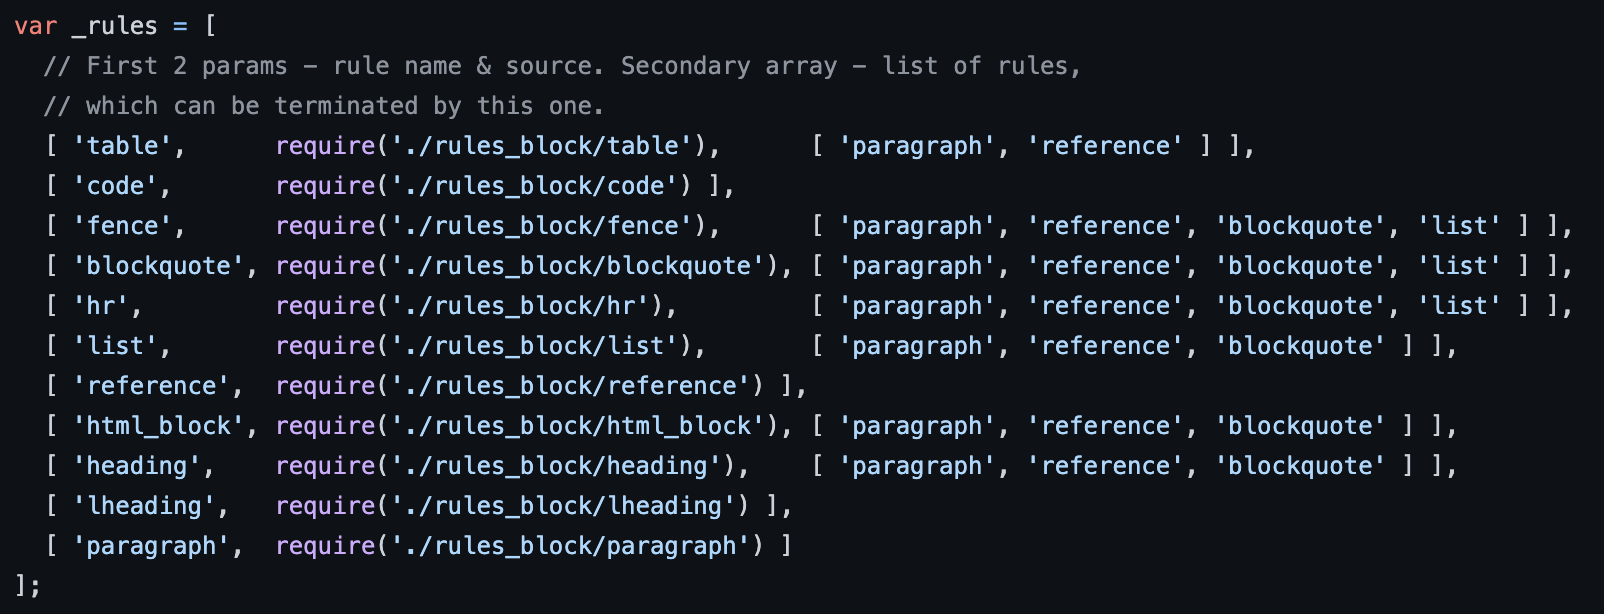 var _rules = [
  // First 2 params – rule name & source. Secondary array – list of rules,
  // which can be terminated by this one.
  [ 'table',      require('./rules_block/table'),      [ 'paragraph', 'reference' ] ],
  [ 'code',       require('./rules_block/code') ],
  [ 'fence',      require('./rules_block/fence'),      [ 'paragraph', 'reference', 'blockquote', 'list' ] ],
  [ 'blockquote', require('./rules_block/blockquote'), [ 'paragraph', 'reference', 'blockquote', 'list' ] ],
  [ 'hr',         require('./rules_block/hr'),         [ 'paragraph', 'reference', 'blockquote', 'list' ] ],
  [ 'list',       require('./rules_block/list'),       [ 'paragraph', 'reference', 'blockquote' ] ],
  [ 'reference',  require('./rules_block/reference') ],
  [ 'html_block', require('./rules_block/html_block'), [ 'paragraph', 'reference', 'blockquote' ] ],
  [ 'heading',    require('./rules_block/heading'),    [ 'paragraph', 'reference', 'blockquote' ] ],
  [ 'lheading',   require('./rules_block/lheading') ],
  [ 'paragraph',  require('./rules_block/paragraph') ]
];